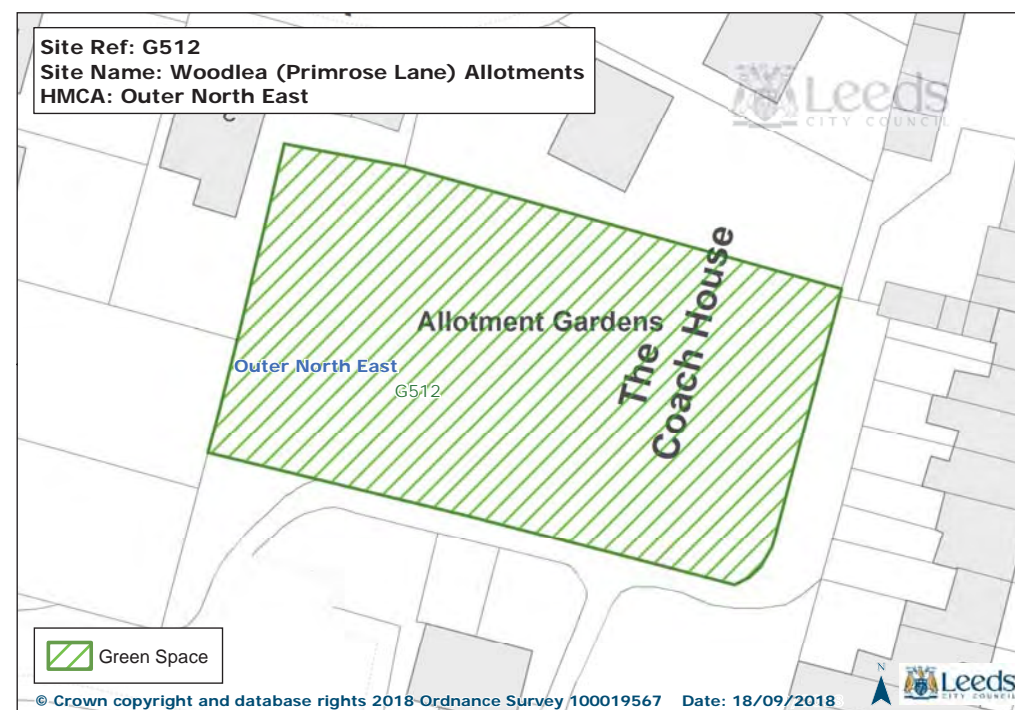 Site Ref: G512
Site Name: Woodlea (Primrose Lane) Allotments
HMCA: Outer North East
Leeds
CITY COUNCIL
Allotment Gardens
The
Coach House
Outer North East
G512
Green Space
© Crown copyright and database rights 2018 Ordnance Survey 100019567 Date: 18/09/2018
N
Leeds
CITY COUNCIL